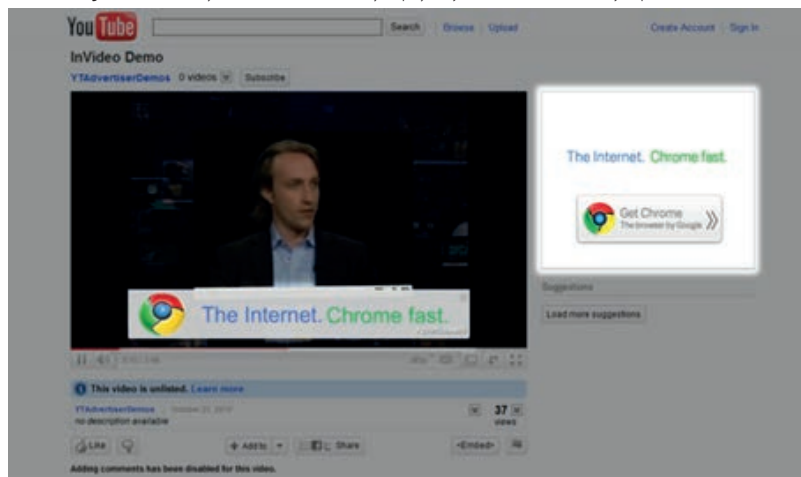 You Tube
Search Browse Upload
Create Account Sign In
InVideo Demo
YTAdvertiserDemos 0 videos Subscribe
The Internet. Chrome fast.
Get Chrome
The browser by Google
The Internet. Chrome fast.
Suggestions
Load more suggestions
This video is unlisted. Learn more
YTAdvertiserDemos
no description available
37
views
Like
Add to
Share
<Embed>
Adding comments has been disabled for this video.